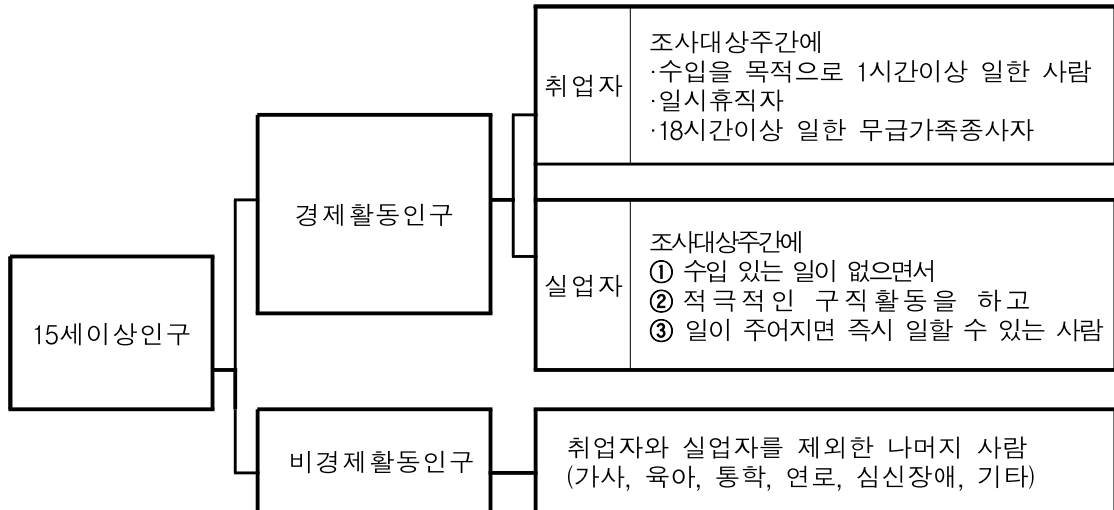 15세이상인구
경제활동인구
취업자
조사대상주간에
·수입을 목적으로 1시간이상 일한 사람
·일시휴직자
·18시간이상 일한 무급가족종사자
실업자
조사대상주간에
① 수입 있는 일이 없으면서
② 적극적인 구직활동을 하고
③ 일이 주어지면 즉시 일할 수 있는 사람
비경제활동인구
취업자와 실업자를 제외한 나머지 사람
(가사, 육아, 통학, 연로, 심신장애, 기타)